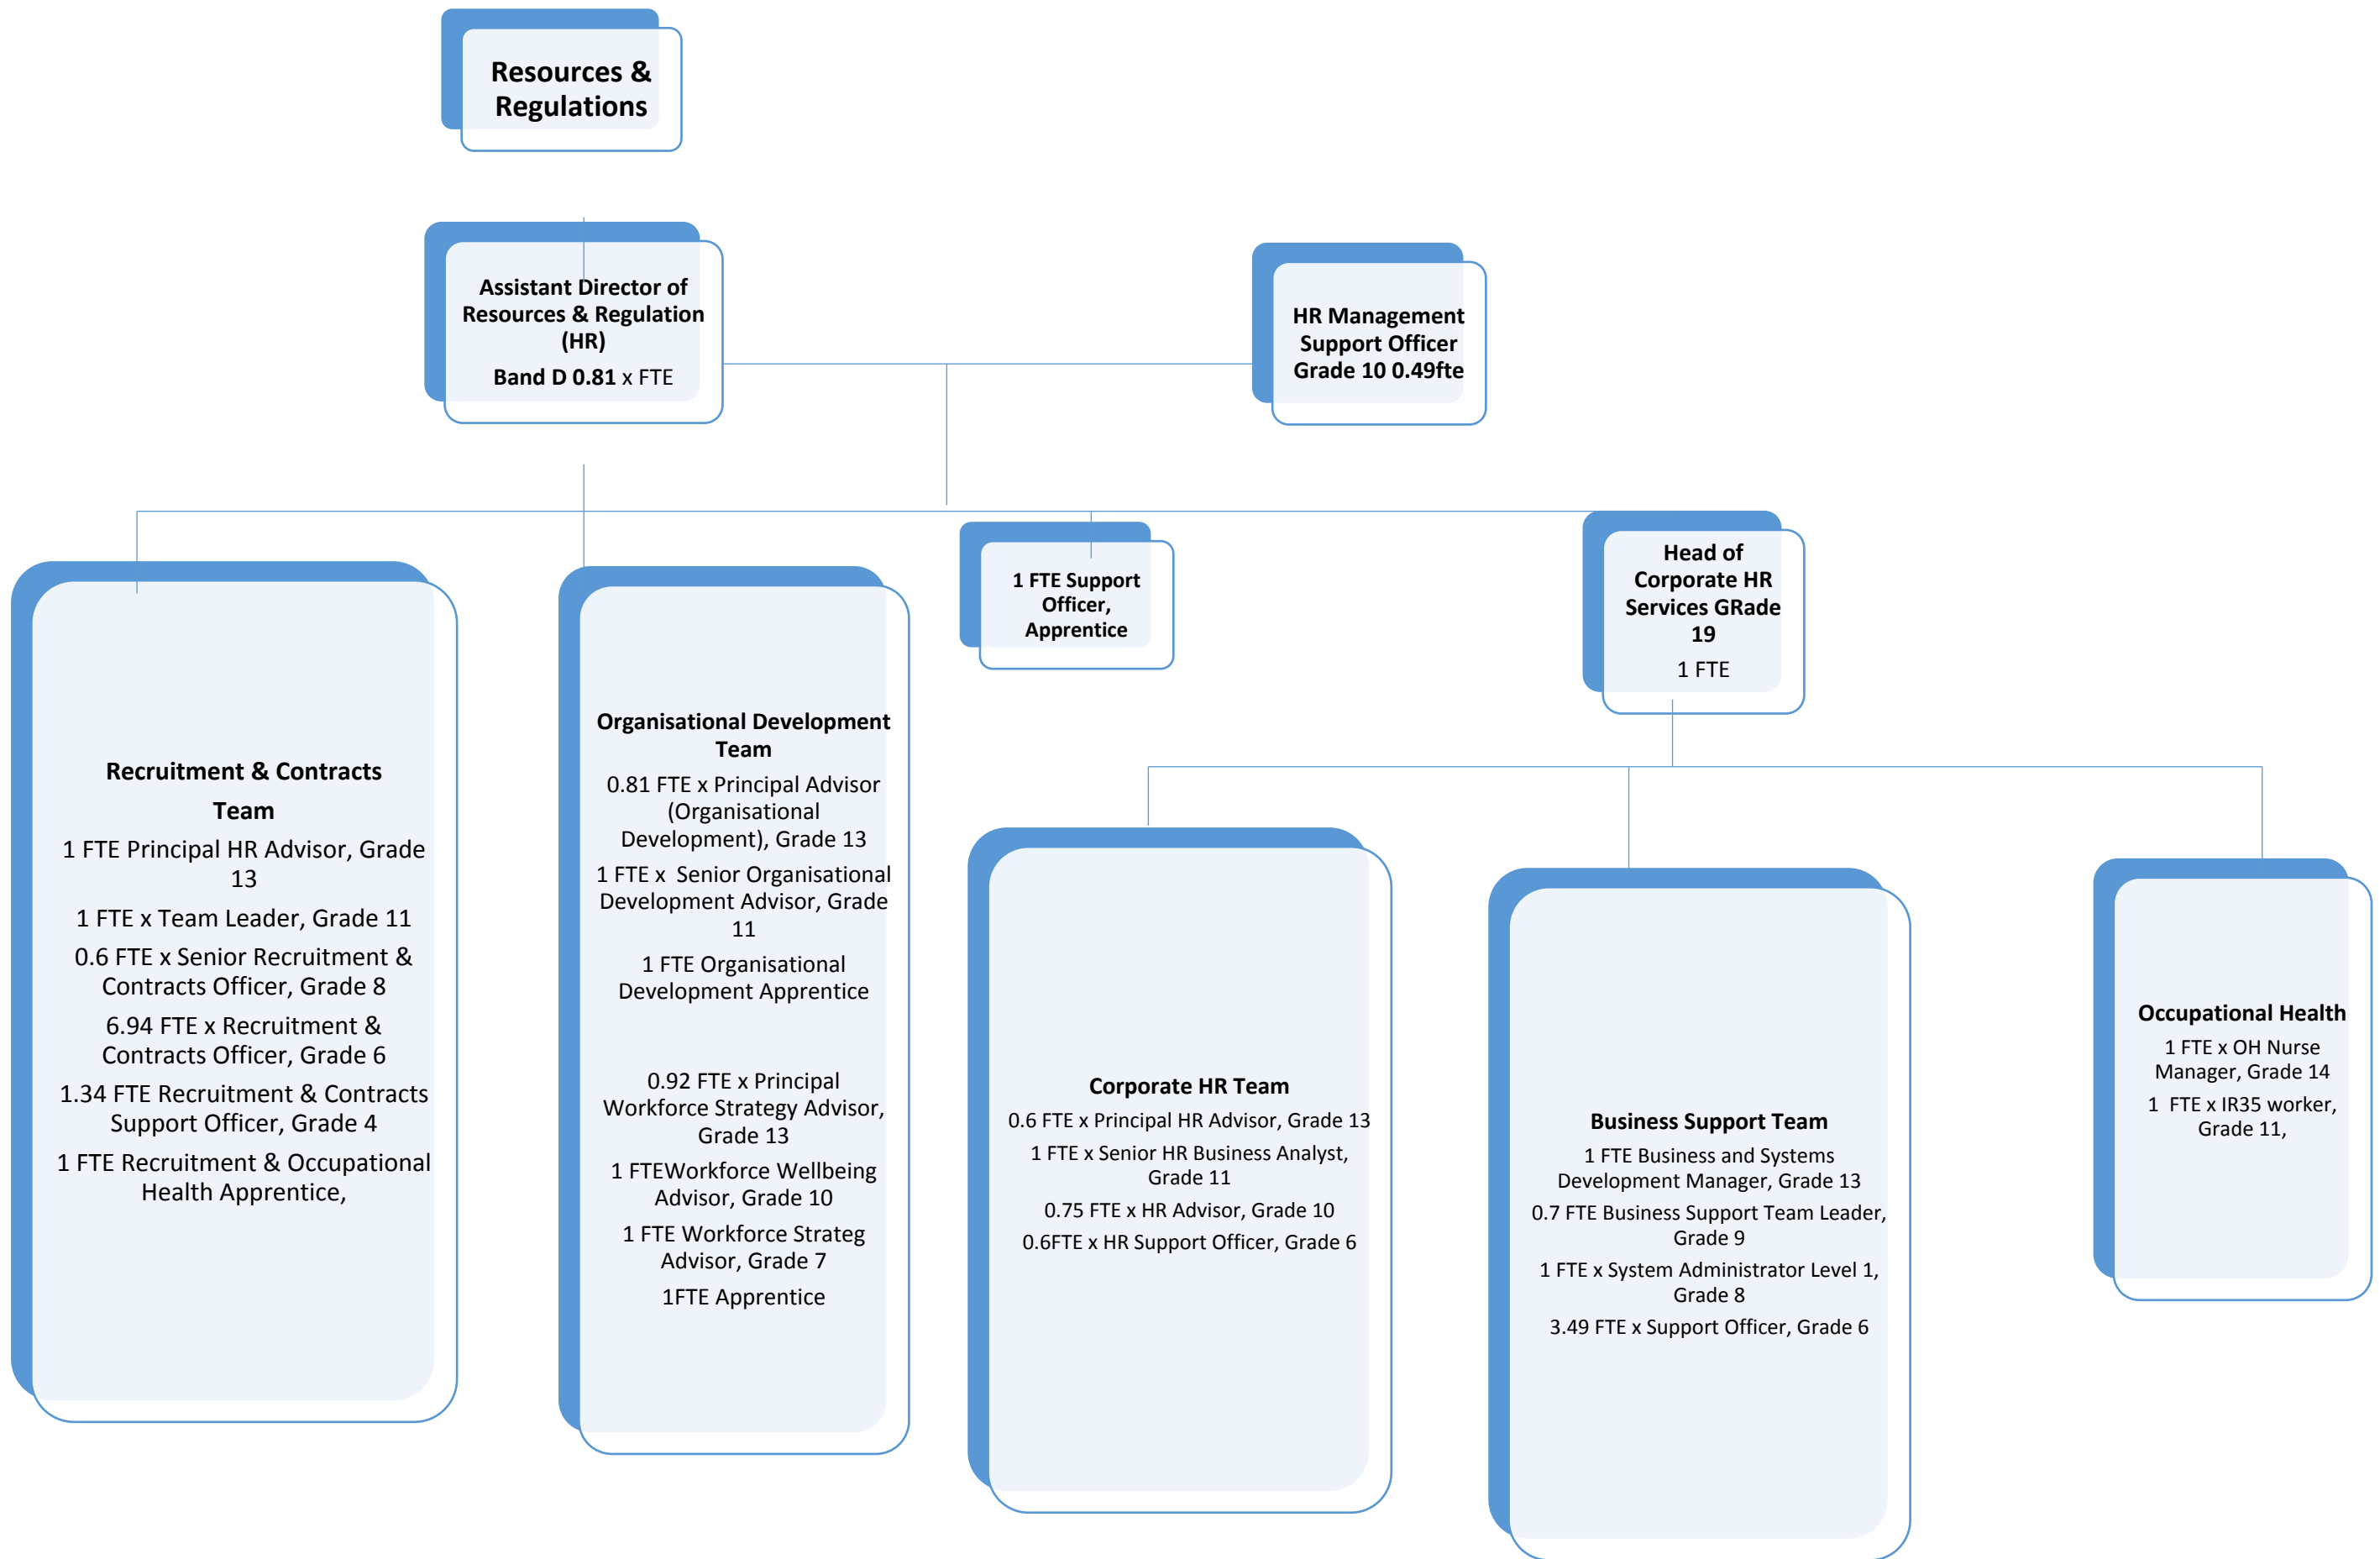 Resources &
Regulations
Assistant Director of
Resources & Regulation
(HR)
Band D 0.81 x FTE
HR Management
Support Officer
Grade 10 0.49fte
Recruitment & Contracts
Team
1 FTE Principal HR Advisor, Grade
13
1 FTE x Team Leader, Grade 11
0.6 FTE x Senior Recruitment &
Contracts Officer, Grade 8
6.94 FTE x Recruitment &
Contracts Officer, Grade 6
1.34 FTE Recruitment & Contracts
Support Officer, Grade 4
1 FTE Recruitment & Occupational
Health Apprentice,
Organisational Development
Team
0.81 FTE x Principal Advisor
(Organisational
Development), Grade 13
1 FTE x  Senior Organisational
Development Advisor, Grade
11
1 FTE Organisational
Development Apprentice
0.92 FTE x Principal
Workforce Strategy Advisor,
Grade 13
1 FTEWorkforce Wellbeing
Advisor, Grade 10
1 FTE Workforce Strateg
Advisor, Grade 7
1FTE Apprentice
1 FTE Support
Officer,
Apprentice
Head of
Corporate HR
Services GRade
19
1 FTE
Corporate HR Team
0.6 FTE x Principal HR Advisor, Grade 13
1 FTE x Senior HR Business Analyst,
Grade 11
0.75 FTE x HR Advisor, Grade 10
0.6FTE x HR Support Officer, Grade 6
Business Support Team
1 FTE Business and Systems
Development Manager, Grade 13
0.7 FTE Business Support Team Leader,
Grade 9
1 FTE x System Administrator Level 1,
Grade 8
3.49 FTE x Support Officer, Grade 6
Occupational Health
1 FTE x OH Nurse
Manager, Grade 14
1  FTE x IR35 worker,
Grade 11,